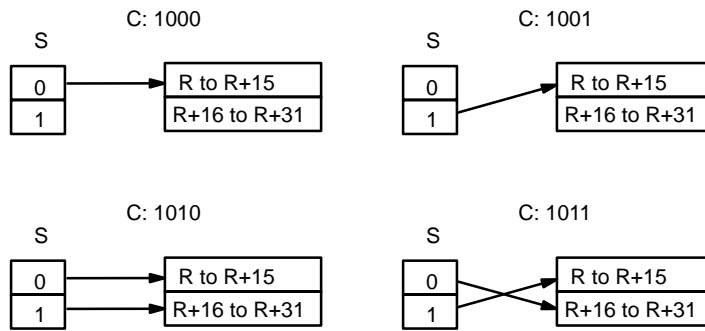 C: 1000
S
0
1
R to R+15
R+16 to R+31
C: 1001
S
0
1
R to R+15
R+16 to R+31
C: 1010
S
0
1
R to R+15
R+16 to R+31
C: 1011
S
0
1
R to R+15
R+16 to R+31